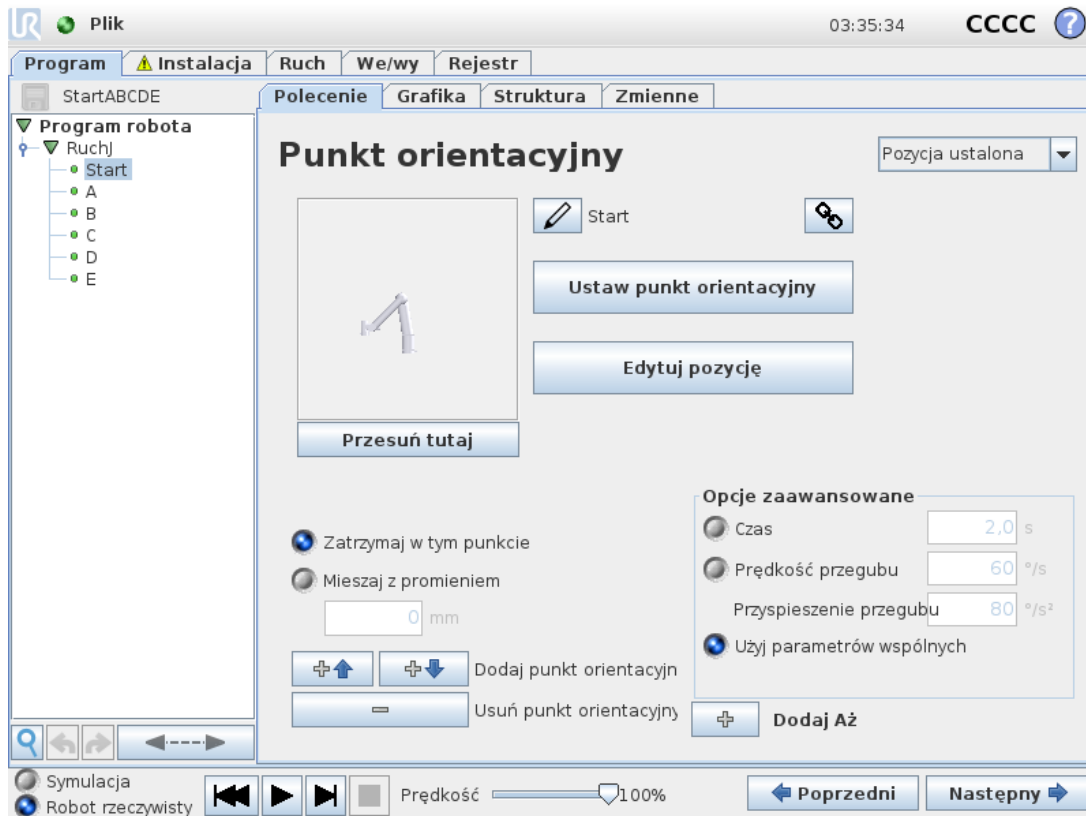 UR Plik 03:35:34 CCCC ?
Program Instalacja Ruch We/wy Rejestr
StartABCDE
Polecenie Grafika Struktura Zmienne
Program robota
RuchJ
Start
A
B
C
D
E
Punkt orientacyjny
Pozycja ustalona
Start
Ustaw punkt orientacyjny
Edytuj pozycję
Przesuń tutaj
Zatrzymaj w tym punkcie
Mieszaj z promieniem
0 mm
Dodaj punkt orientacyjn
Usuń punkt orientacyjny
Opcje zaawansowane
Czas 2,0 s
Prędkość przegubu 60 °/s
Przyspieszenie przegubu 80 °/s²
Użyj parametrów wspólnych
Dodaj Aż
Symulacja
Robot rzeczywisty
Prędkość 100%
Poprzedni Następny